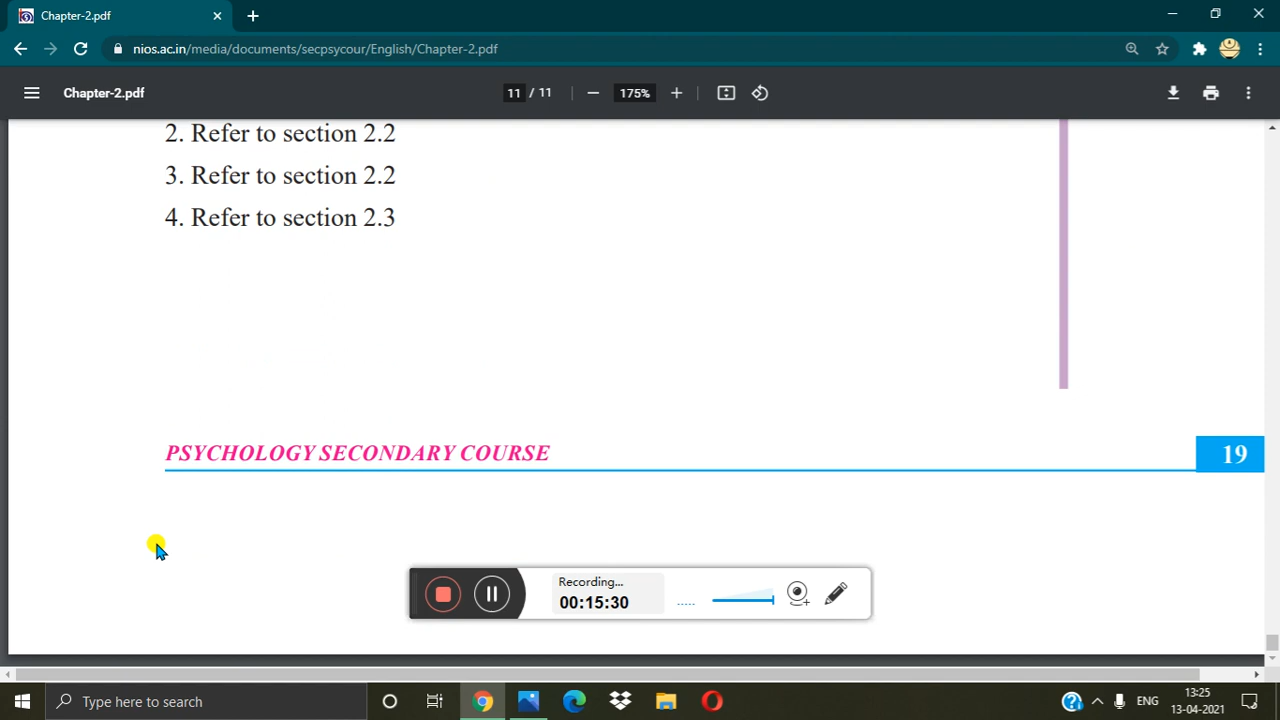 Chapter-2.pdf
nios.ac.in/media/documents/secpsycour/English/Chapter-2.pdf
Chapter-2.pdf
11 / 11
175%
2. Refer to section 2.2
3. Refer to section 2.2
4. Refer to section 2.3
PSYCHOLOGY SECONDARY COURSE
19
Recording...
00:15:30
Type here to search
ENG
13:25
13-04-2021